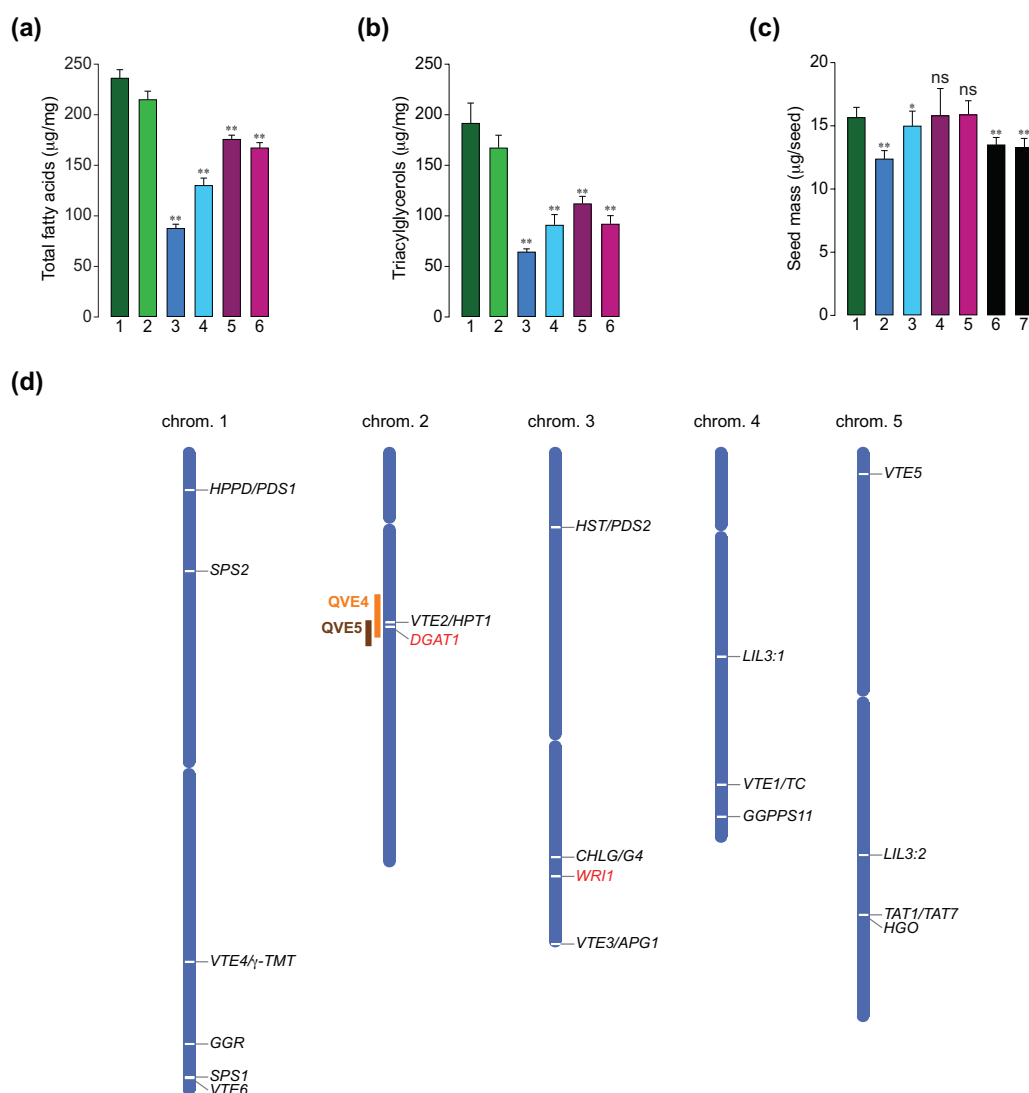 (a)
Total fatty acids (µg/mg)
250
200
150
100
50
0
** ** ** **
1 2 3 4 5 6
(b)
Triacylglycerols (µg/mg)
250
200
150
100
50
0
** ** ** **
1 2 3 4 5 6
(c)
Seed mass (µg/seed)
20
15
10
5
0
** * ns ns ** **
1 2 3 4 5 6 7
(d)
chrom. 1
HPPD/PDS1
SPS2
VTE4/γ-TMT
GGR
SPS1
VTE6
chrom. 2
QVE4
QVE5
VTE2/HPT1
DGAT1
chrom. 3
HST/PDS2
CHLG/G4
WRI1
VTE3/APG1
chrom. 4
LIL3:1
VTE1/TC
GGPPS11
chrom. 5
VTE5
LIL3:2
TAT1/TAT7
HGO